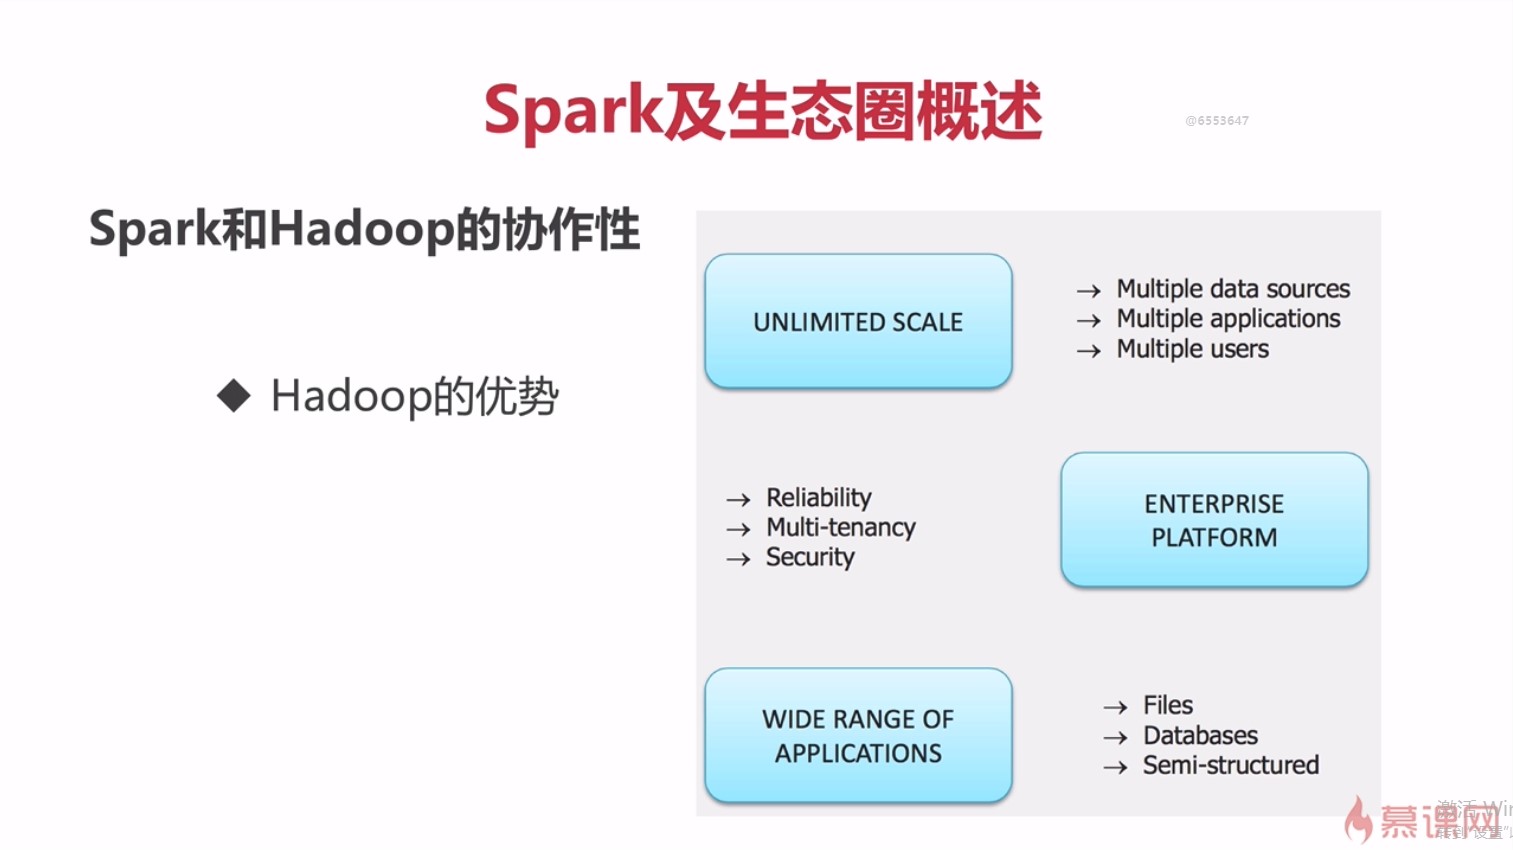 Spark及生态圈概述
@6553647
Spark和Hadoop的协作性
◆ Hadoop的优势
UNLIMITED SCALE
→ Multiple data sources
→ Multiple applications
→ Multiple users
→ Reliability
→ Multi-tenancy
→ Security
ENTERPRISE
PLATFORM
WIDE RANGE OF
APPLICATIONS
→ Files
→ Databases
→ Semi-structured
慕课网
激活 Win
转到"设置"以